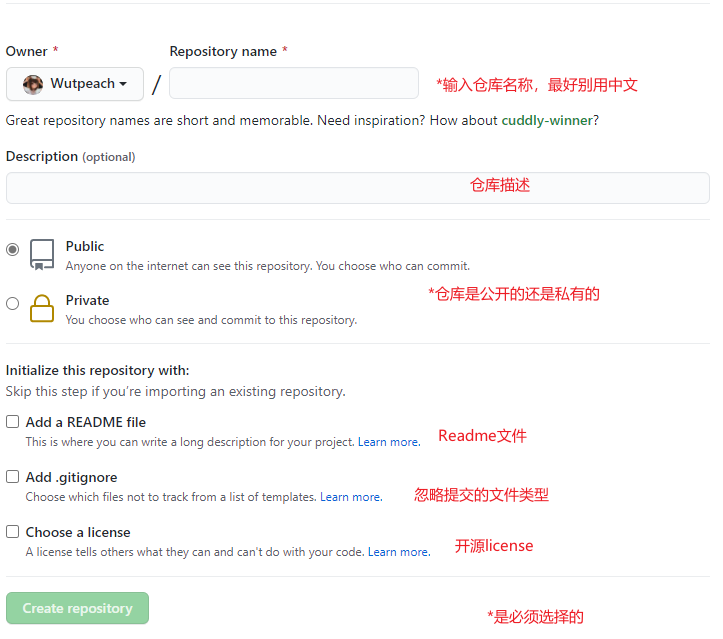 Owner *
Repository name *
Wutpeach
/
*输入仓库名称，最好别用中文
Great repository names are short and memorable. Need inspiration? How about cuddly-winner?
Description (optional)
仓库描述
Public
Anyone on the internet can see this repository. You choose who can commit.
*仓库是公开的还是私有的
Private
You choose who can see and commit to this repository.
Initialize this repository with:
Skip this step if you're importing an existing repository.
Add a README file
This is where you can write a long description for your project. Learn more.
Readme文件
Add .gitignore
Choose which files not to track from a list of templates. Learn more.
忽略提交的文件类型
Choose a license
A license tells others what they can and can't do with your code. Learn more.
开源license
Create repository
*是必须选择的